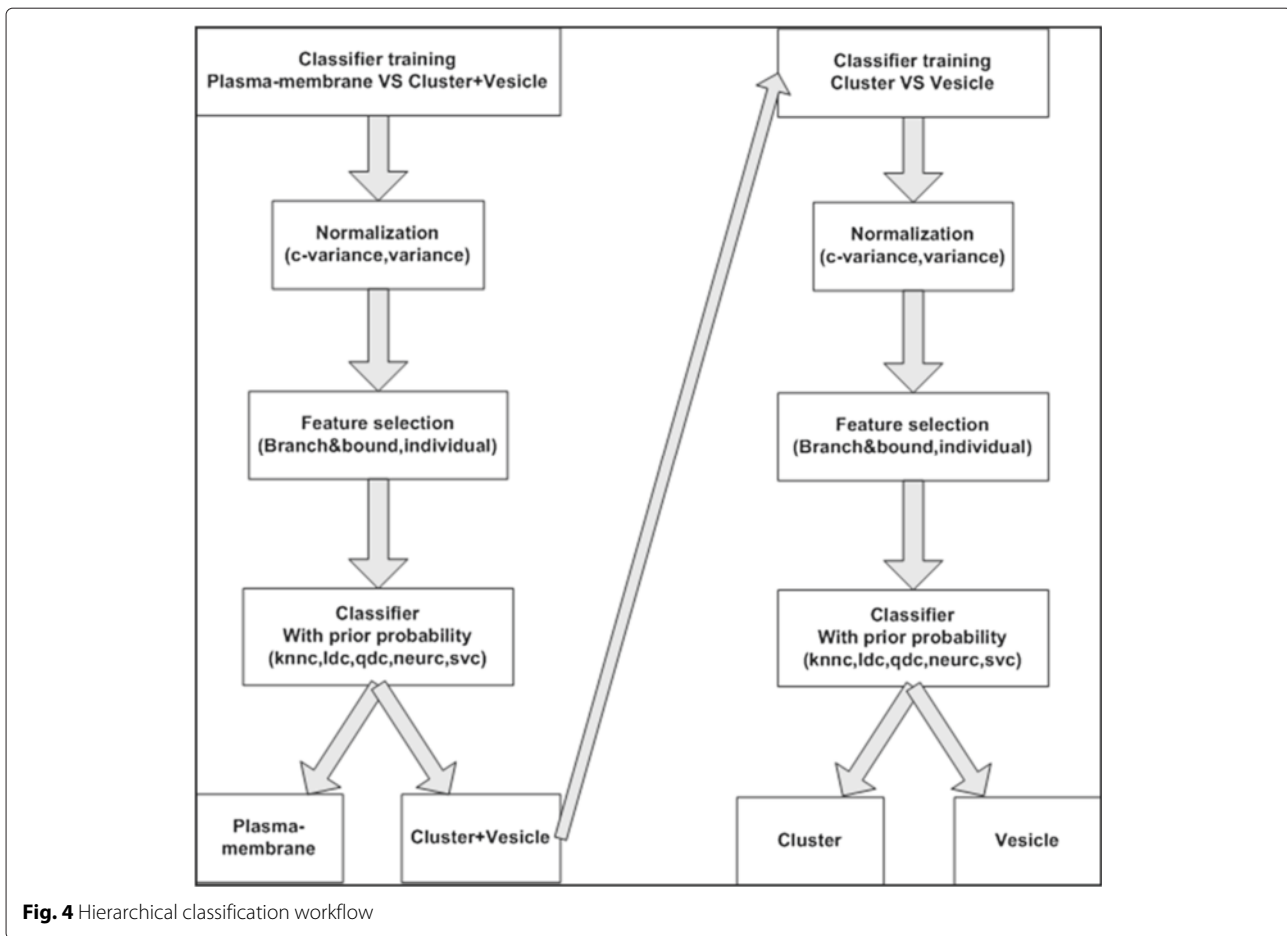 Classifier training
Plasma-membrane VS Cluster+Vesicle
Normalization
(c-variance,variance)
Feature selection
(Branch&bound,individual)
Classifier
With prior probability
(knnc,ldc,qdc,neurc,svc)
Plasma-
membrane
Cluster+Vesicle
Classifier training
Cluster VS Vesicle
Normalization
(c-variance,variance)
Feature selection
(Branch&bound,individual)
Classifier
With prior probability
(knnc,ldc,qdc,neurc,svc)
Cluster
Vesicle
Fig. 4 Hierarchical classification workflow